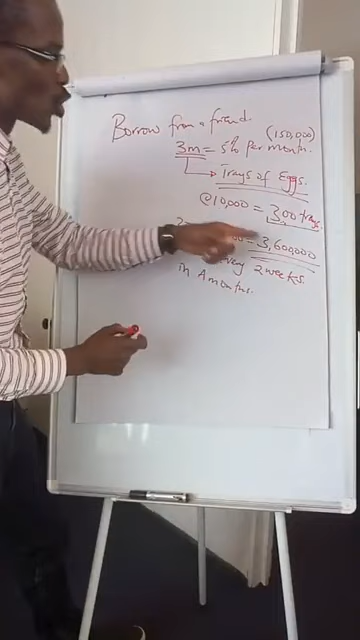 Borrow from a friend.
(150,000)
3m = 5% per month.
Trays of Eggs.
@10,000 = 300 trays.
= 3,600,000
every 2 weeks.
in A months.